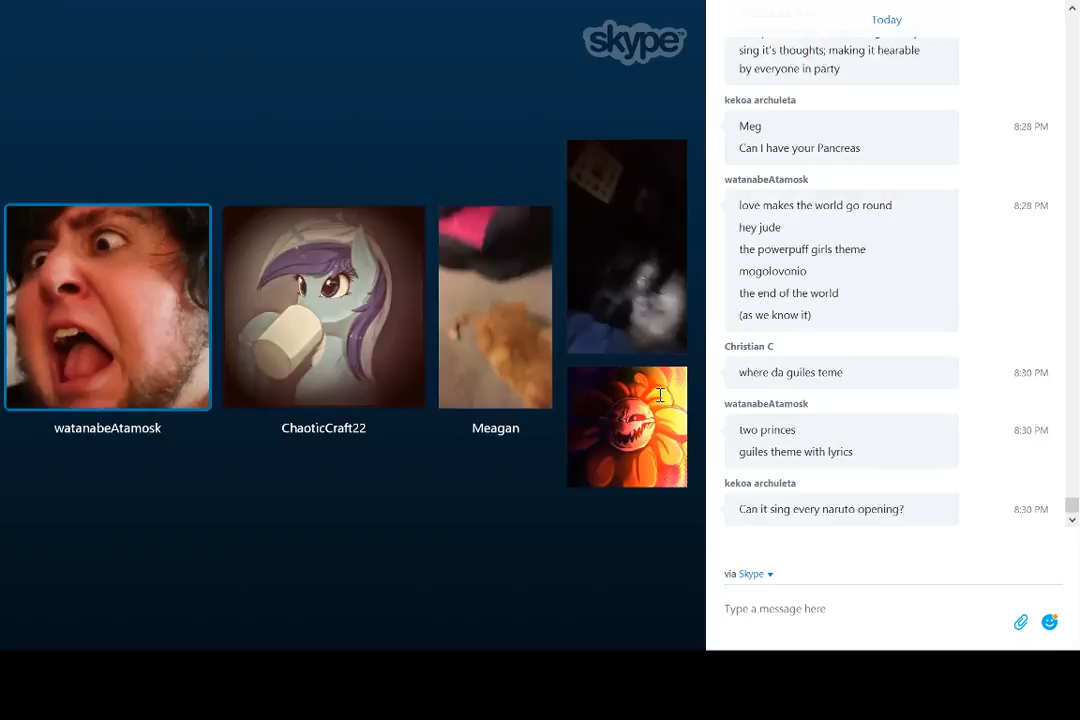 skype
watanabeAtamosk
ChaoticCraft22
Meagan
Today
sing it's thoughts; making it hearable
by everyone in party
kekoa archuleta
Meg
8:28 PM
Can I have your Pancreas
watanabeAtamosk
love makes the world go round
8:28 PM
hey jude
the powerpuff girls theme
mogolovonio
the end of the world
(as we know it)
Christian C
where da guiles teme
8:30 PM
watanabeAtamosk
two princes
8:30 PM
guiles theme with lyrics
kekoa archuleta
Can it sing every naruto opening?
8:30 PM
via Skype
Type a message here